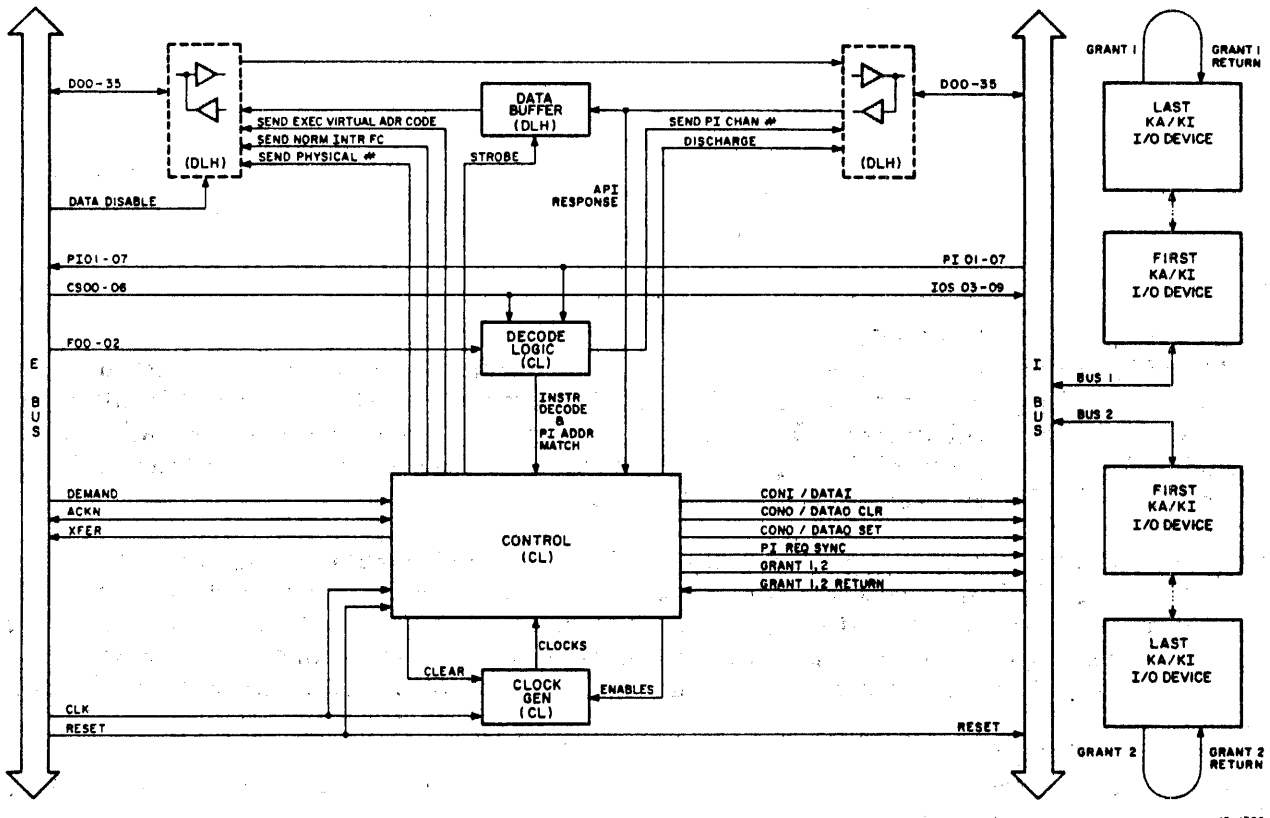 GRANT 1
GRANT 1
RETURN
D00-35
D00-35
DATA
BUFFER
(DLH)
LAST
KA/KI
I/O DEVICE
SEND EXEC VIRTUAL ADR CODE
SEND PI CHAN #
SEND NORM INTR FC
DISCHARGE
(DLH)
SEND PHYSICAL #
STROBE
(DLH)
API
RESPONSE
DATA DISABLE
PI01-07
PI 01-07
FIRST
KA/KI
I/O DEVICE
CS00-06
IOS 03-09
DECODE
LOGIC
(CL)
F00-02
E
BUS
I
BUS
BUS 1
INSTR
DECODE
&
PI ADDR
MATCH
BUS 2
DEMAND
ACKN
XFER
CONTROL
(CL)
CONI / DATAI
CONO / DATAO CLR
CONO / DATAO SET
PI REQ SYNC
GRANT 1,2
GRANT 1,2 RETURN
FIRST
KA/KI
I/O DEVICE
CLOCKS
CLEAR
CLOCK
GEN
(CL)
ENABLES
LAST
KA/KI
I/O DEVICE
CLK
RESET
RESET
GRANT 2
GRANT 2
RETURN